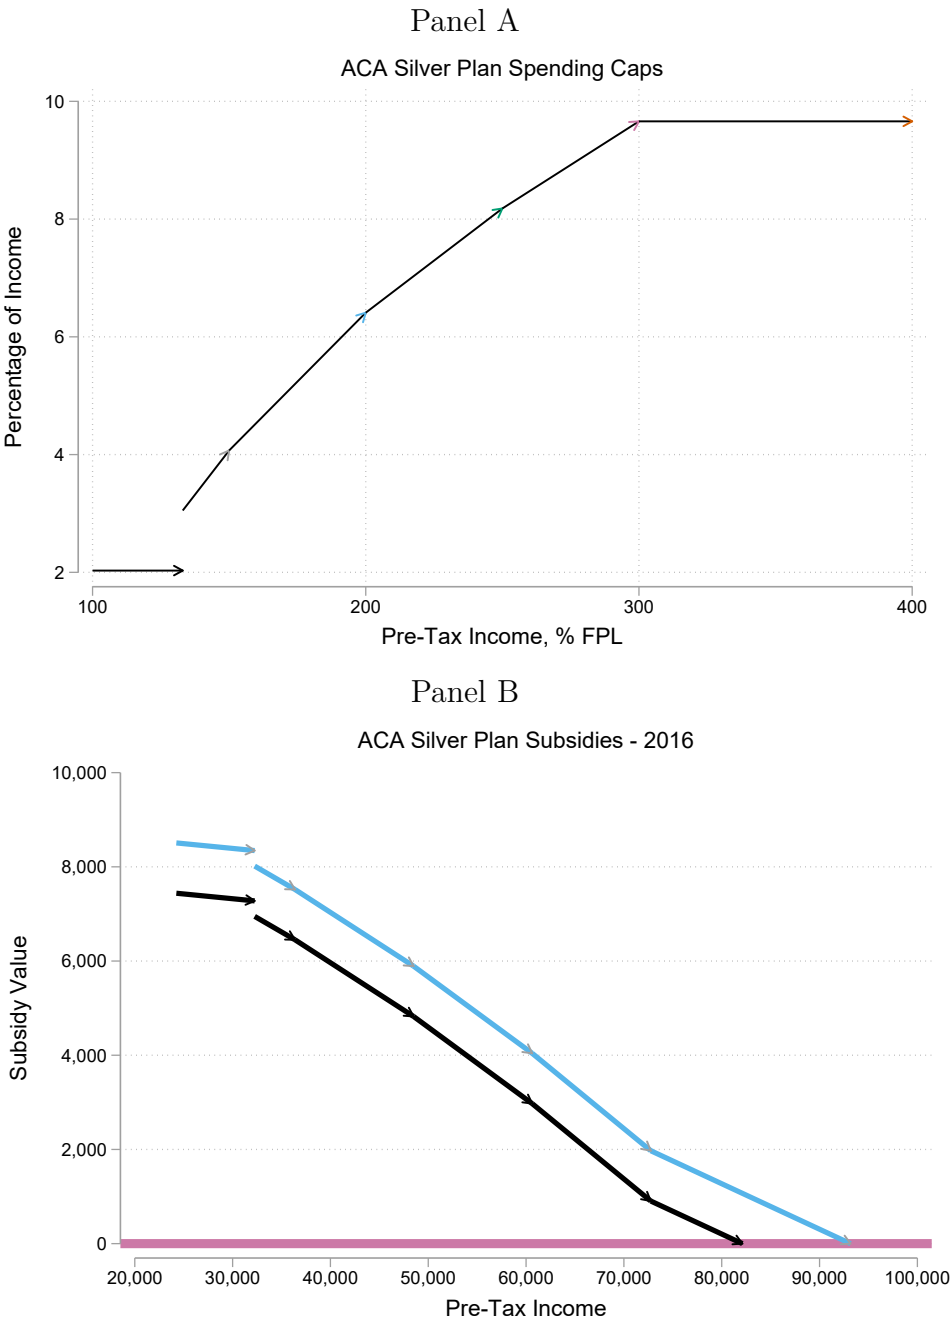 Panel A
ACA Silver Plan Spending Caps
Percentage of Income
10
8
6
4
2
100 200 300 400
Pre-Tax Income, % FPL
Panel B
ACA Silver Plan Subsidies - 2016
Subsidy Value
10,000
8,000
6,000
4,000
2,000
0
20,000 30,000 40,000 50,000 60,000 70,000 80,000 90,000 100,000
Pre-Tax Income